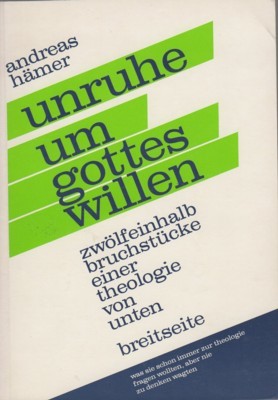 andreas
hämer
unruhe
um
gottes
willen
zwölfeinhalb
bruchstücke
einer
theologie
von
unten
breitseite
was sie schon immer zur theologie
fragen wollten, aber nie
zu denken wagten